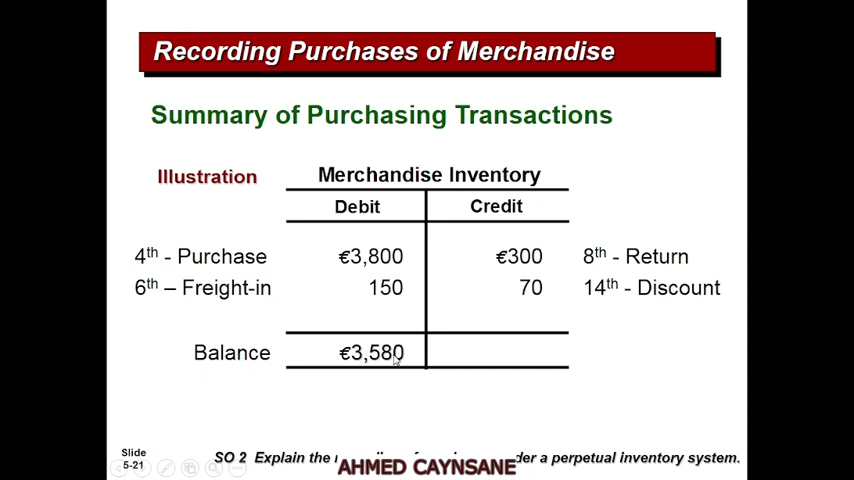 Recording Purchases of Merchandise
Summary of Purchasing Transactions
Illustration
Merchandise Inventory
Debit Credit
4th - Purchase €3,800 €300 8th - Return
6th – Freight-in 150 70 14th - Discount
Balance €3,580
Slide
5-21
SO 2 Explain the a perpetual inventory system.
AHMED CAYNSANE